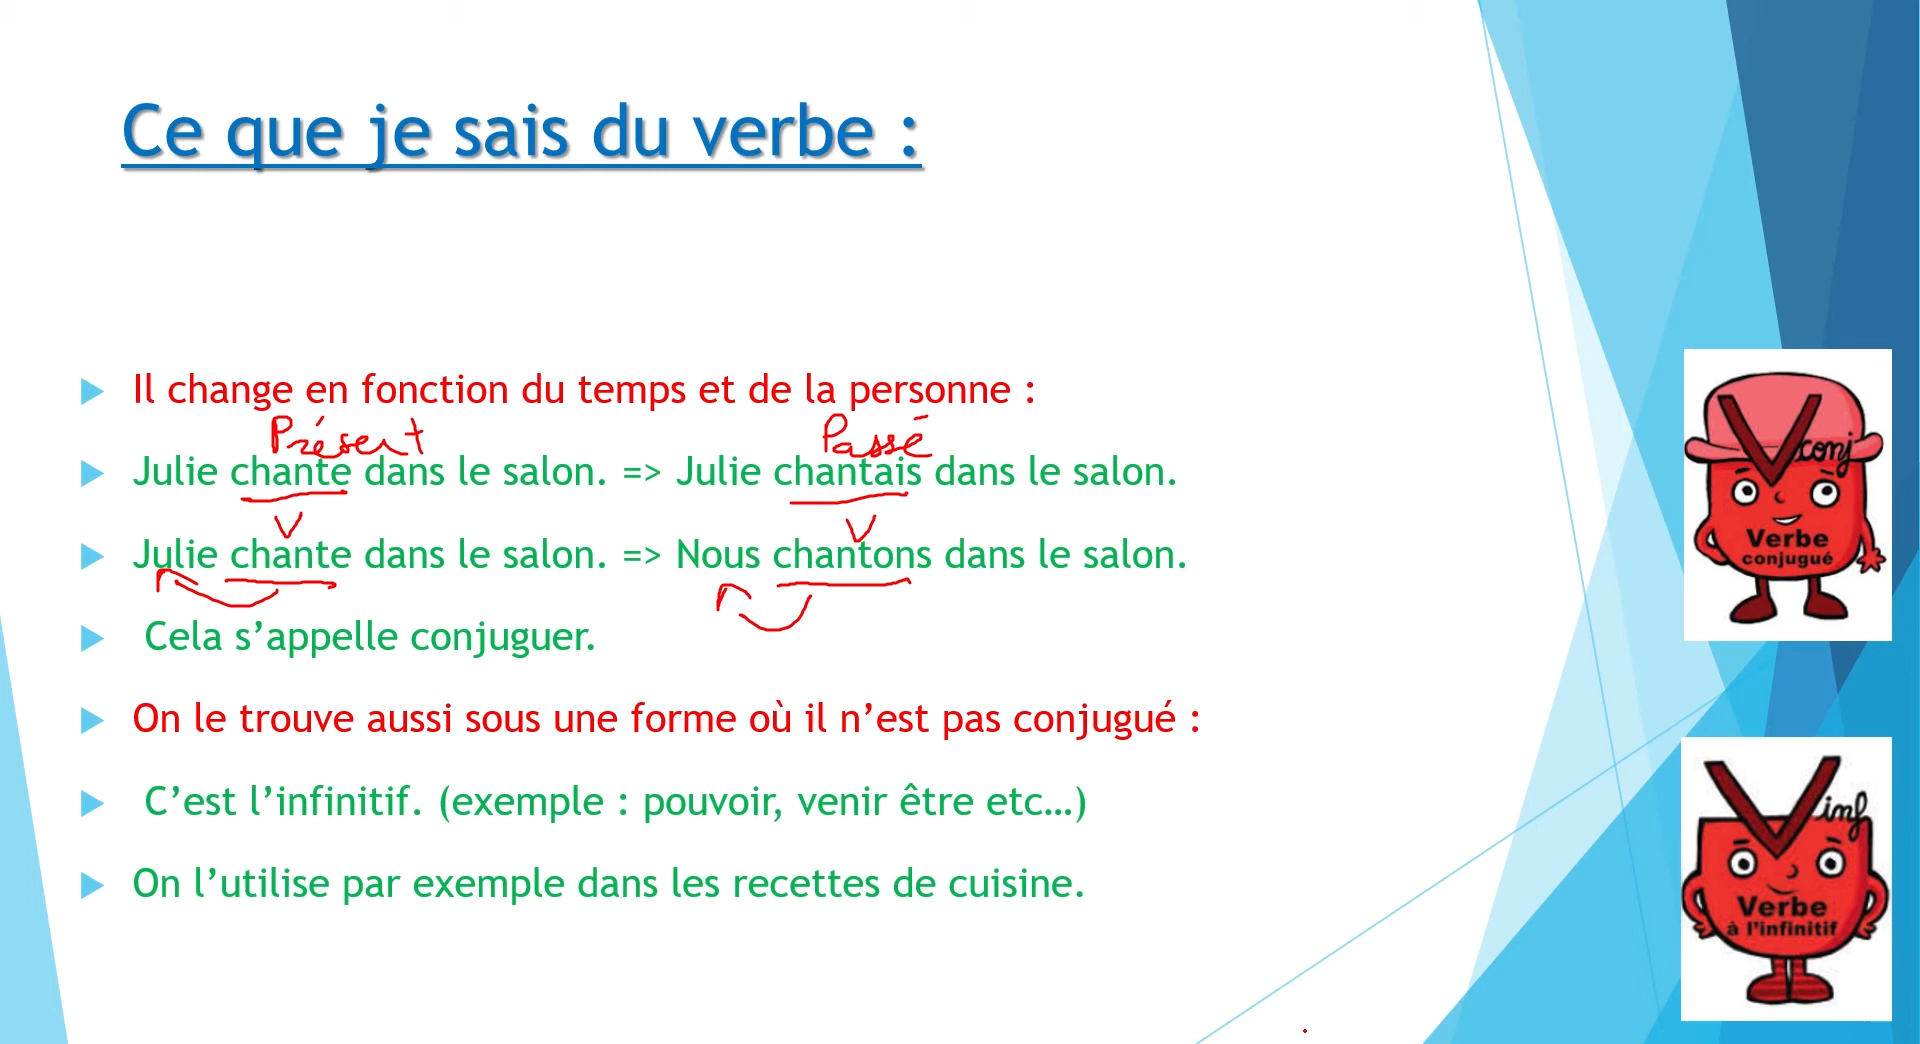 Ce que je sais du verbe :
Il change en fonction du temps et de la personne :
Présent Passé
Julie chante dans le salon. => Julie chantais dans le salon.
V V
Julie chante dans le salon. => Nous chantons dans le salon.
Cela s’appelle conjuguer.
On le trouve aussi sous une forme où il n’est pas conjugué :
C’est l’infinitif. (exemple : pouvoir, venir être etc…)
On l’utilise par exemple dans les recettes de cuisine.
V conj
Verbe
conjugué
V inf
Verbe
à l’infinitif